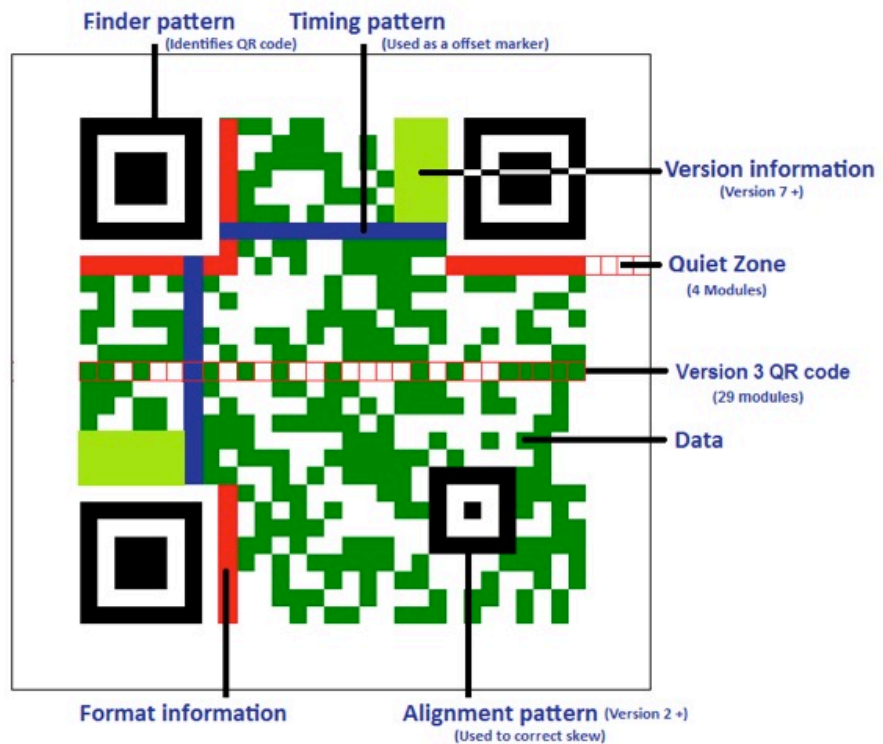 Finder pattern
(Identifies QR code)
Timing pattern
(Used as a offset marker)
Version information
(Version 7 +)
Quiet Zone
(4 Modules)
Version 3 QR code
(29 modules)
Data
Format information
Alignment pattern (Version 2 +)
(Used to correct skew)